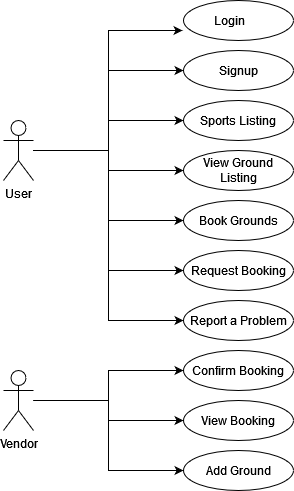 Login
Signup
Sports Listing
View Ground
Listing
User
Book Grounds
Request Booking
Report a Problem
Confirm Booking
Vendor
View Booking
Add Ground